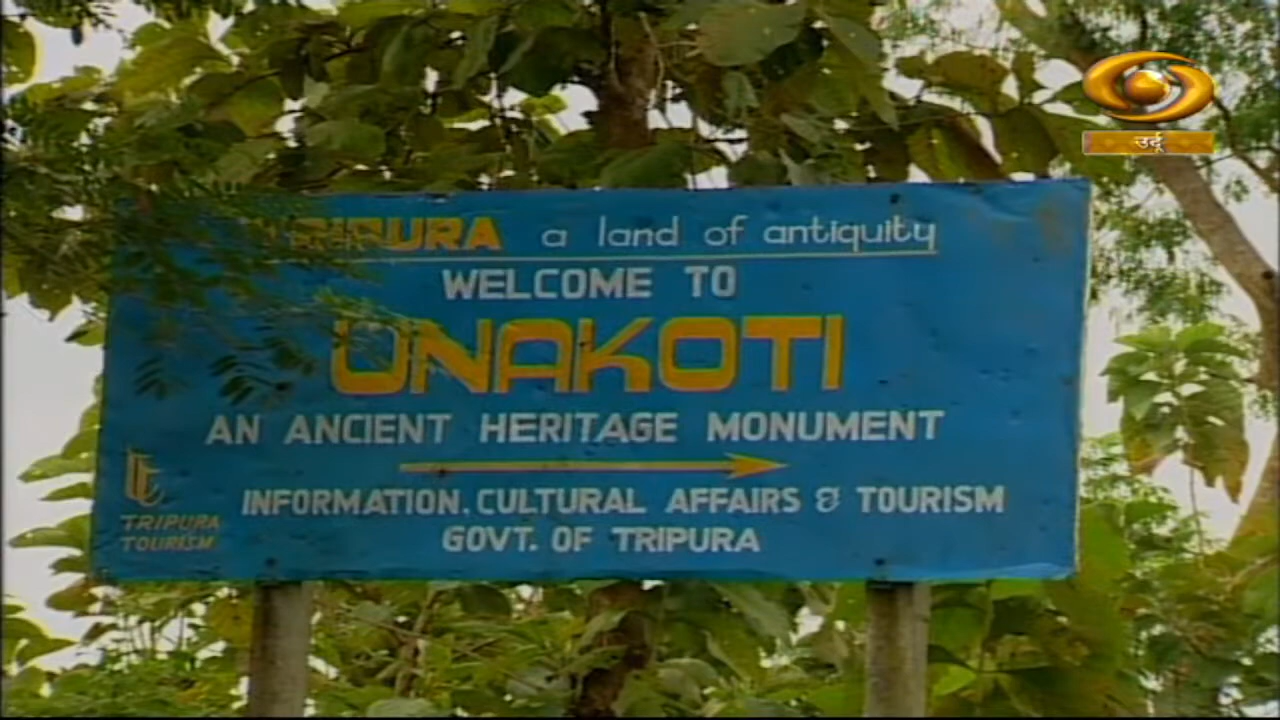 TRIPURA a land of antiquity
WELCOME TO
UNAKOTI
AN ANCIENT HERITAGE MONUMENT
INFORMATION. CULTURAL AFFAIRS & TOURISM
GOVT. OF TRIPURA
TRIPURA
TOURISM
उर्दू